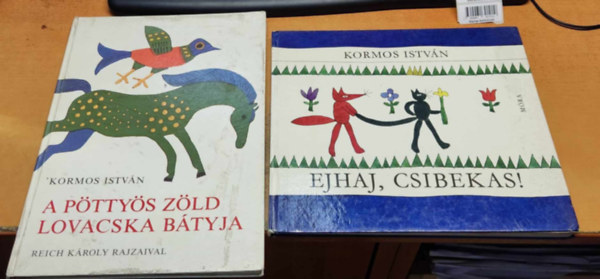 KORMOS ISTVÁN
A PÖTTYÖS ZÖLD
LOVACSKA BÁTYJA
REICH KÁROLY RAJZAIVAL
KORMOS ISTVÁN
MÓRA
EJHAJ, CSIBEKAS!